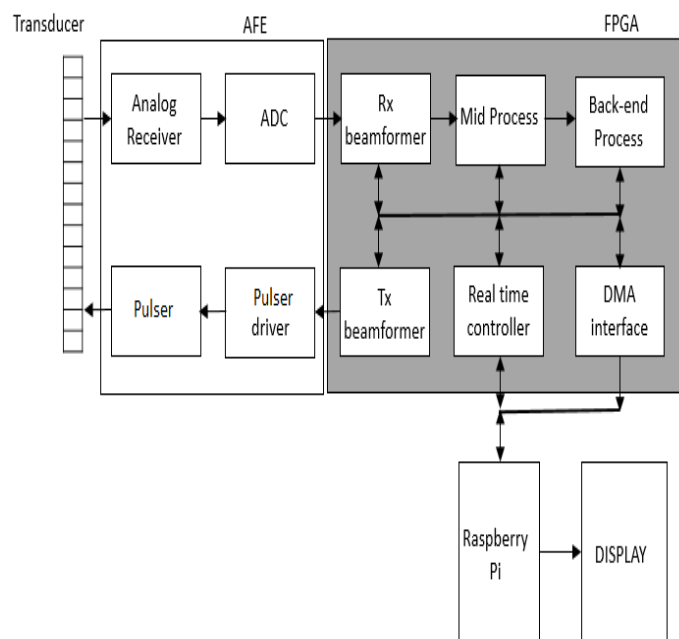 Transducer
AFE
FPGA
Analog
Receiver
ADC
Rx
beamformer
Mid Process
Back-end
Process
Pulser
Pulser
driver
Tx
beamformer
Real time
controller
DMA
interface
Raspberry
Pi
DISPLAY